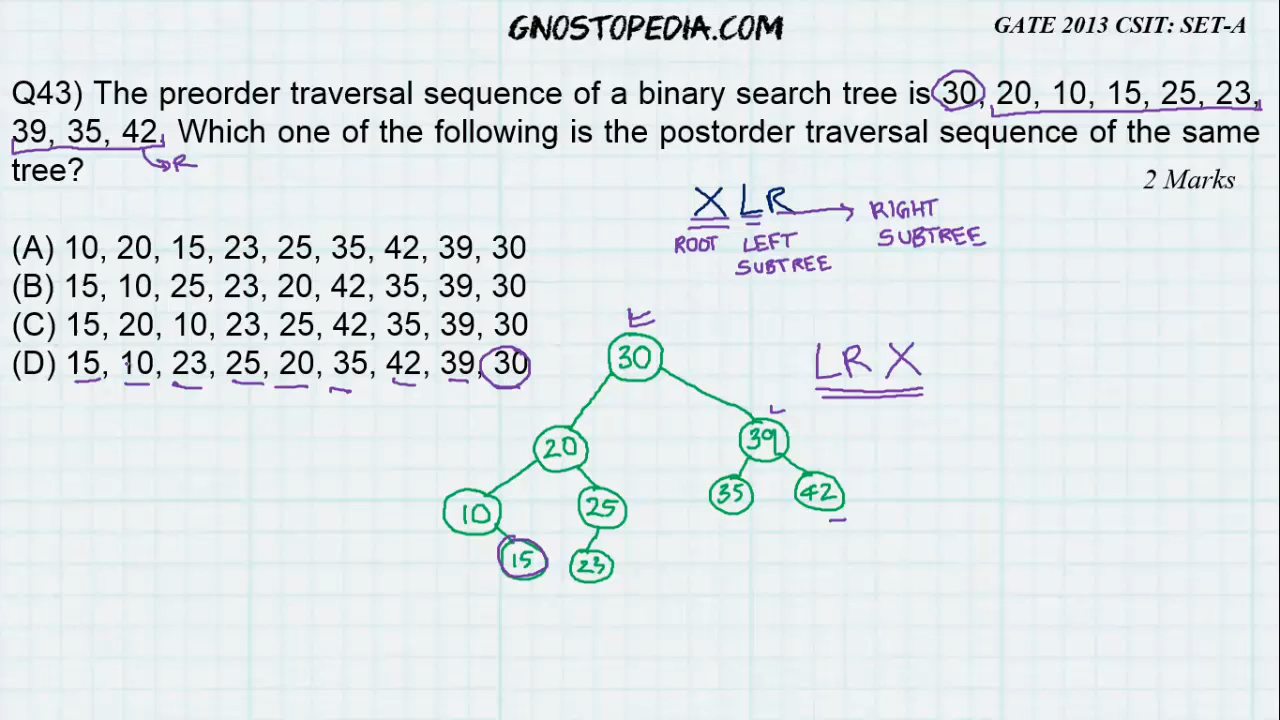 GNOSTOPEDIA.COM
GATE 2013 CSIT: SET-A
Q43) The preorder traversal sequence of a binary search tree is 30, 20, 10, 15, 25, 23,
39, 35, 42. Which one of the following is the postorder traversal sequence of the same
tree?
R
2 Marks
X L R
ROOT LEFT SUBTREE
RIGHT SUBTREE
(A) 10, 20, 15, 23, 25, 35, 42, 39, 30
(B) 15, 10, 25, 23, 20, 42, 35, 39, 30
(C) 15, 20, 10, 23, 25, 42, 35, 39, 30
(D) 15, 10, 23, 25, 20, 35, 42, 39, 30
L R X
30
20 39
10 25 35 42
15 23